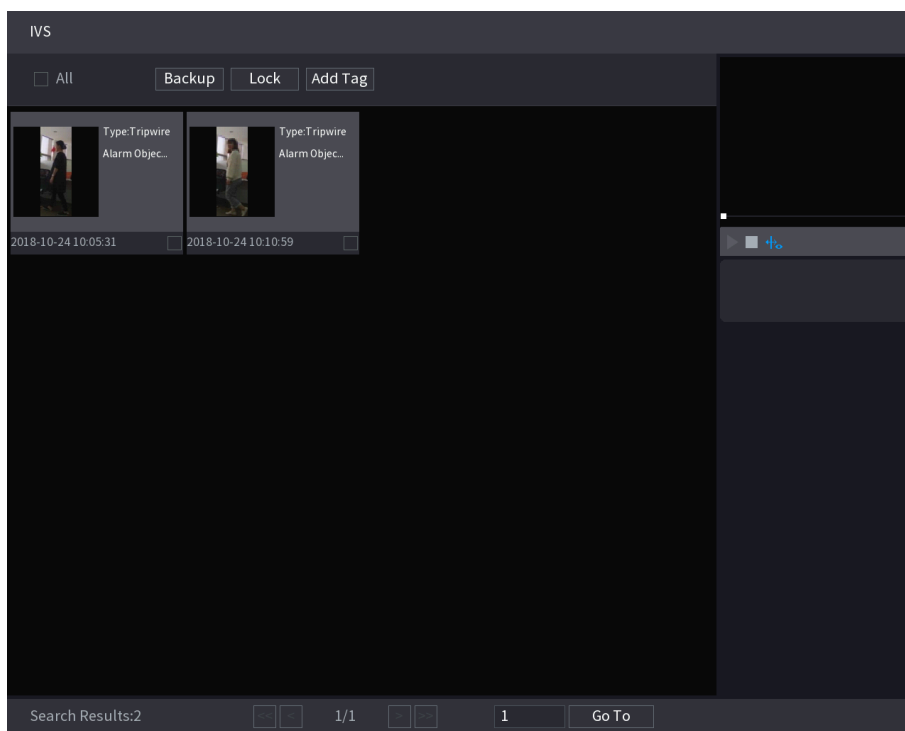 IVS
All
Backup Lock Add Tag
Type:Tripwire
Alarm Objec...
2018-10-24 10:05:31
Type:Tripwire
Alarm Objec...
2018-10-24 10:10:59
Search Results:2
<< < 1/1 > >>
1
Go To